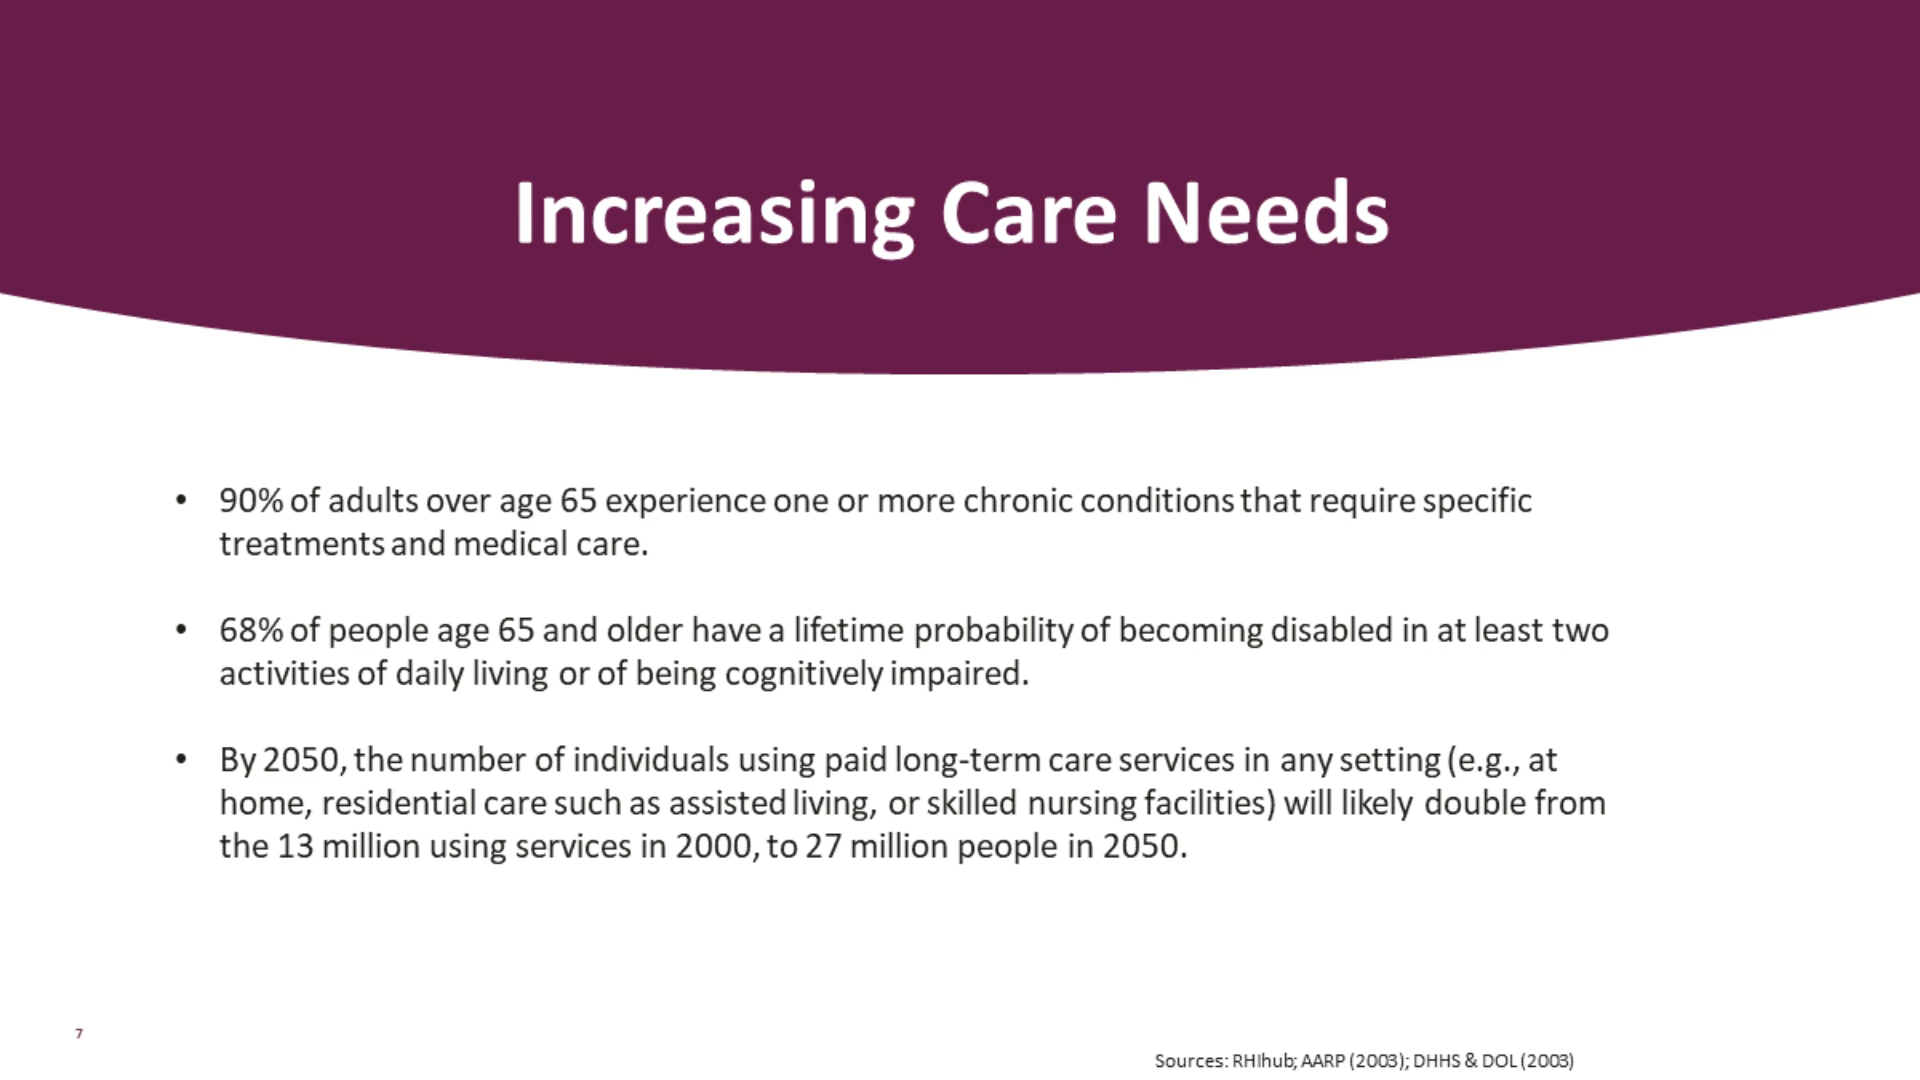 Increasing Care Needs
• 90% of adults over age 65 experience one or more chronic conditions that require specific
treatments and medical care.
• 68% of people age 65 and older have a lifetime probability of becoming disabled in at least two
activities of daily living or of being cognitively impaired.
• By 2050, the number of individuals using paid long-term care services in any setting (e.g., at
home, residential care such as assisted living, or skilled nursing facilities) will likely double from
the 13 million using services in 2000, to 27 million people in 2050.
7
Sources: RHIhub; AARP (2003); DHHS & DOL (2003)